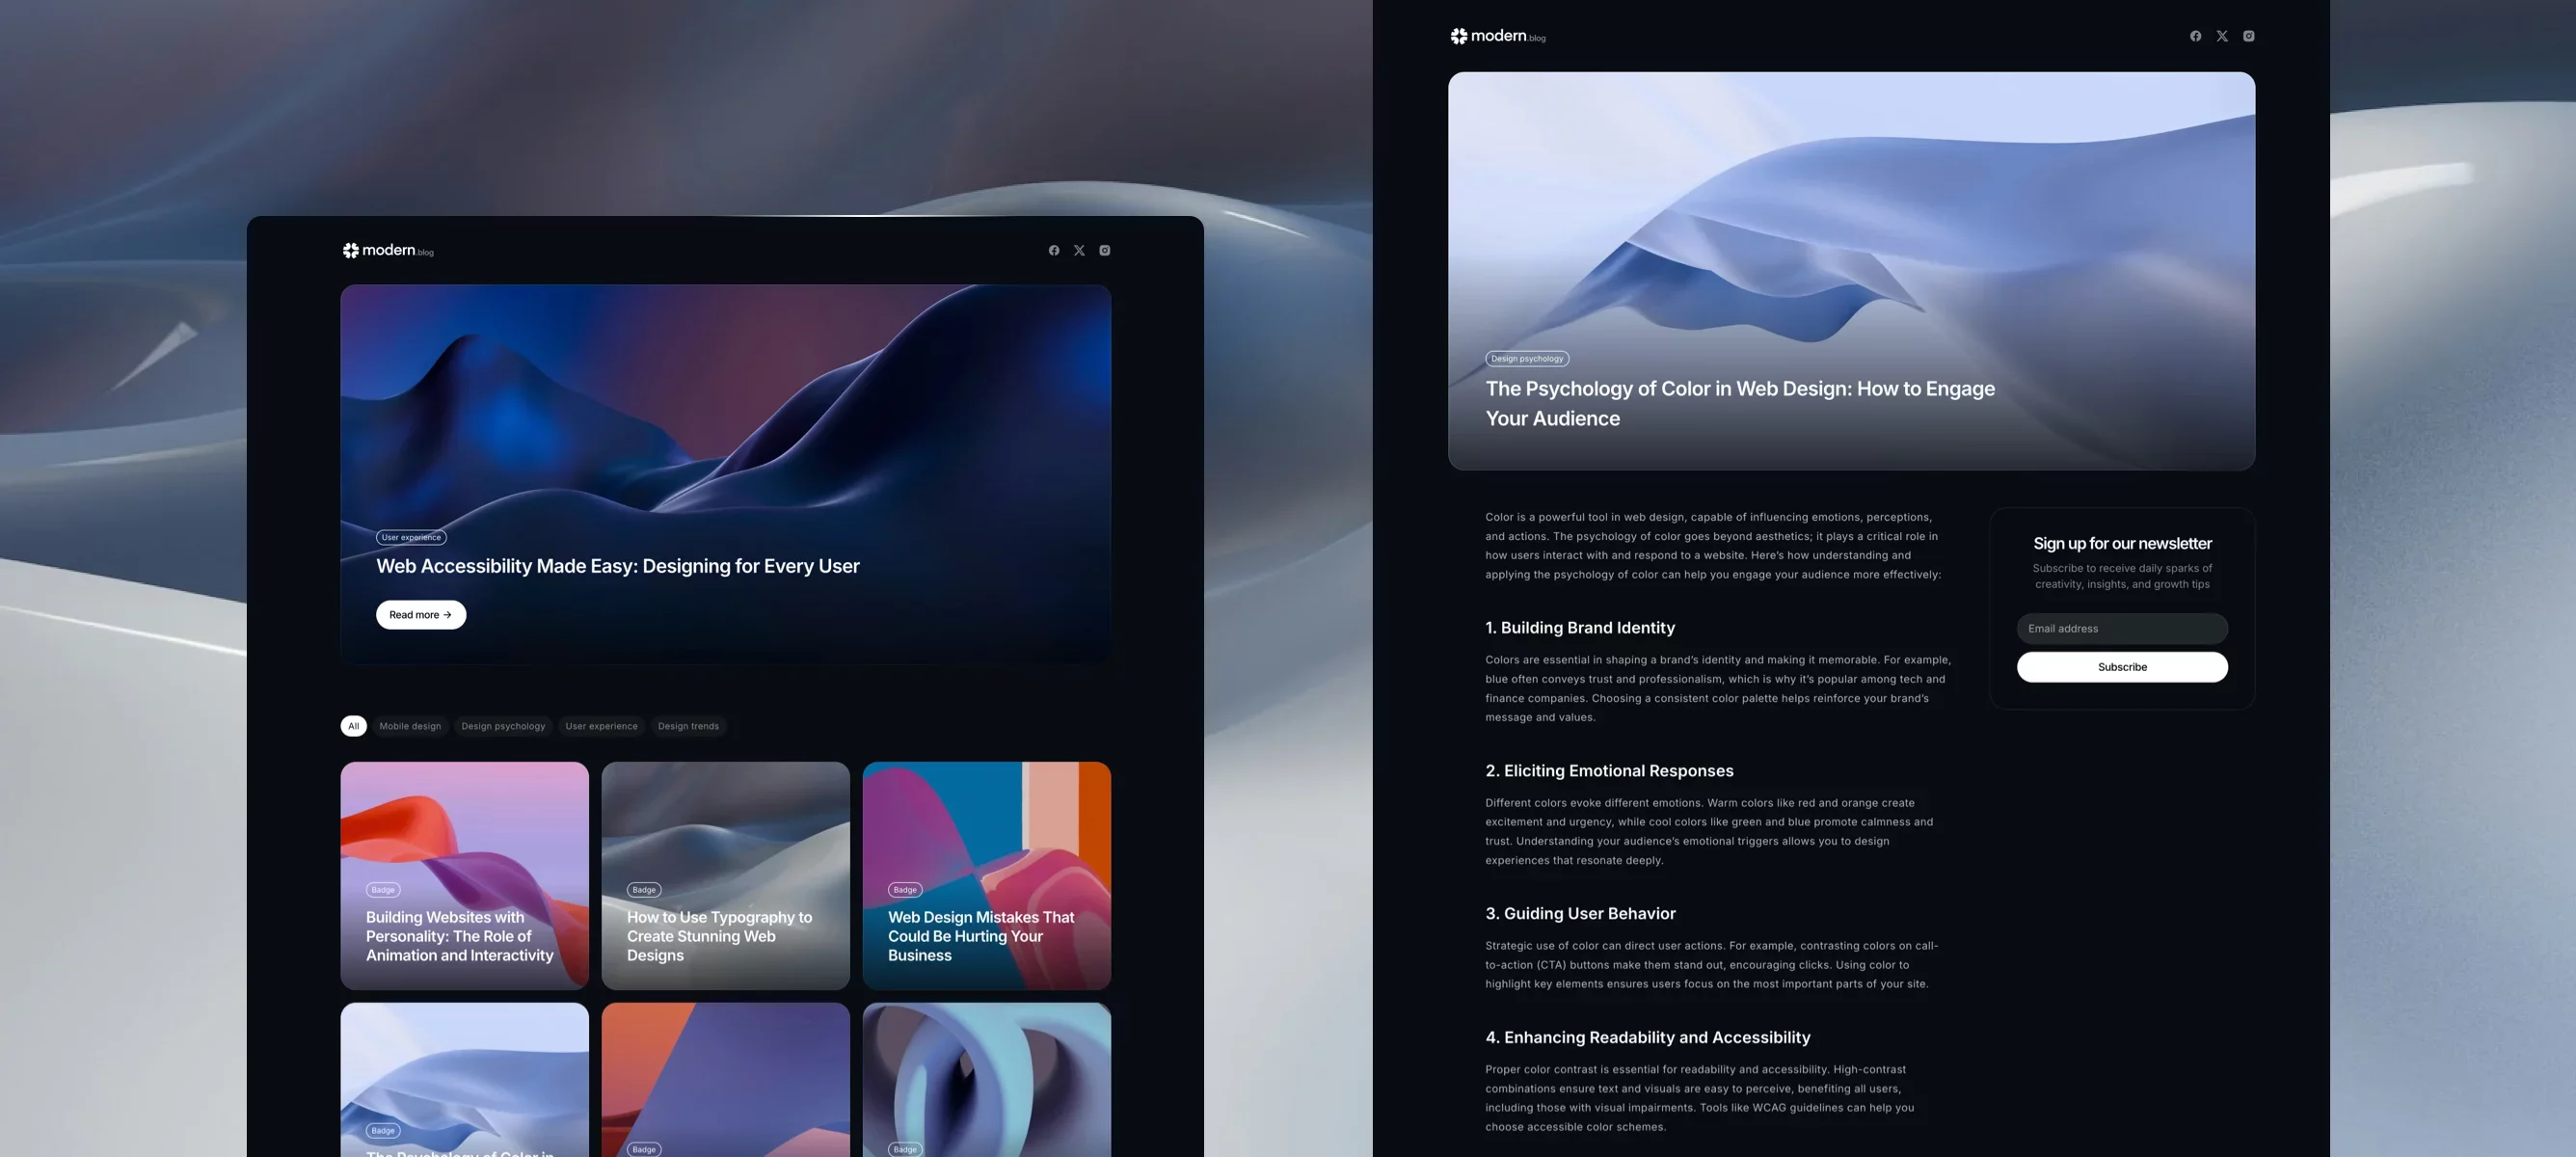 modern.blog
User experience
Web Accessibility Made Easy: Designing for Every User
Read more →
All
Mobile design
Design psychology
User experience
Design trends
Badge
Building Websites with
Personality: The Role of
Animation and Interactivity
Badge
How to Use Typography to
Create Stunning Web
Designs
Badge
Web Design Mistakes That
Could Be Hurting Your
Business
Badge
The Psychology of Color in
Badge
Badge
modern.blog
Design psychology
The Psychology of Color in Web Design: How to Engage
Your Audience
Color is a powerful tool in web design, capable of influencing emotions, perceptions,
and actions. The psychology of color goes beyond aesthetics; it plays a critical role in
how users interact with and respond to a website. Here’s how understanding and
applying the psychology of color can help you engage your audience more effectively:
1. Building Brand Identity
Colors are essential in shaping a brand’s identity and making it memorable. For example,
blue often conveys trust and professionalism, which is why it’s popular among tech and
finance companies. Choosing a consistent color palette helps reinforce your brand’s
message and values.
2. Eliciting Emotional Responses
Different colors evoke different emotions. Warm colors like red and orange create
excitement and urgency, while cool colors like green and blue promote calmness and
trust. Understanding your audience’s emotional triggers allows you to design
experiences that resonate deeply.
3. Guiding User Behavior
Strategic use of color can direct user actions. For example, contrasting colors on call-
to-action (CTA) buttons make them stand out, encouraging clicks. Using color to
highlight key elements ensures users focus on the most important parts of your site.
4. Enhancing Readability and Accessibility
Proper color contrast is essential for readability and accessibility. High-contrast
combinations ensure text and visuals are easy to perceive, benefiting all users,
including those with visual impairments. Tools like WCAG guidelines can help you
choose accessible color schemes.
Sign up for our newsletter
Subscribe to receive daily sparks of
creativity, insights, and growth tips
Email address
Subscribe